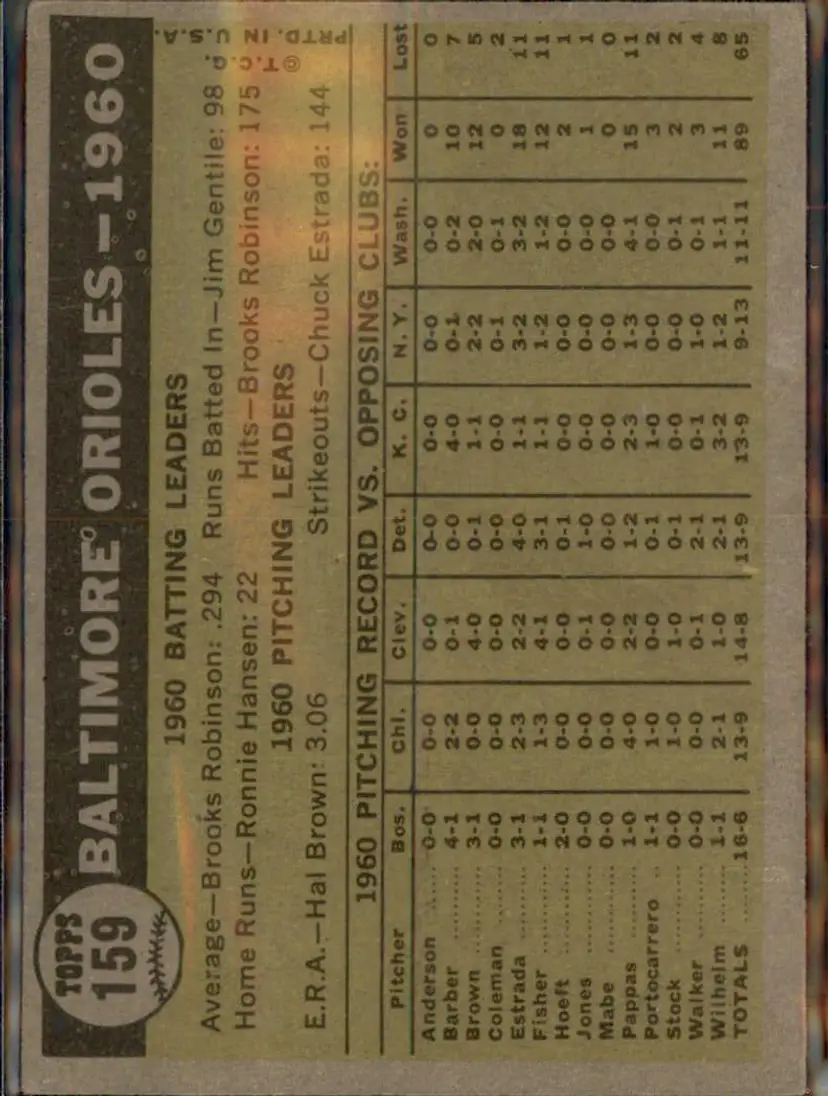 TOPPS
159
BALTIMORE ORIOLES—1960
1960 BATTING LEADERS
Average—Brooks Robinson: .294 Runs Batted In—Jim Gentile: 98
Home Runs—Ronnie Hansen: 22 Hits—Brooks Robinson: 175
1960 PITCHING LEADERS
E.R.A.—Hal Brown: 3.06 Strikeouts—Chuck Estrada: 144
© T.C.G. PRTD. IN U.S.A.
1960 PITCHING RECORD VS. OPPOSING CLUBS:
Pitcher Bos. Chi. Clev. Det. K. C. N. Y. Wash. Won Lost
Anderson ...... 0-0 0-0 0-0 0-0 0-0 0-0 0-0 0 0
Barber ........... 4-1 2-2 0-1 0-0 4-0 0-1 0-2 10 7
Brown ........... 3-1 0-0 4-0 0-1 1-1 2-2 2-0 12 5
Coleman ........ 0-0 0-0 0-0 0-0 0-0 0-1 0-1 0 2
Estrada .......... 3-1 2-3 2-2 4-0 1-1 3-2 3-2 18 11
Fisher ............ 1-1 1-3 4-1 3-1 1-1 1-2 1-2 12 11
Hoeft ............. 2-0 0-0 0-0 0-1 0-0 0-0 0-0 2 1
Jones ............ 0-0 0-0 0-1 1-0 0-0 0-0 0-0 1 1
Mabe ............ 0-0 0-0 0-0 0-0 0-0 0-0 0-0 0 0
Pappas .......... 1-0 4-0 2-2 1-2 2-3 1-3 4-1 15 11
Portocarrero .. 1-1 1-0 0-0 0-1 1-0 0-0 0-0 3 2
Stock ............ 0-0 1-0 1-0 0-1 0-0 0-0 0-1 2 2
Walker .......... 0-0 0-0 0-1 2-1 0-1 1-0 0-1 3 4
Wilhelm ........ 1-1 2-1 1-0 2-1 3-2 1-2 1-1 11 8
TOTALS ........ 16-6 13-9 14-8 13-9 13-9 9-13 11-11 89 65